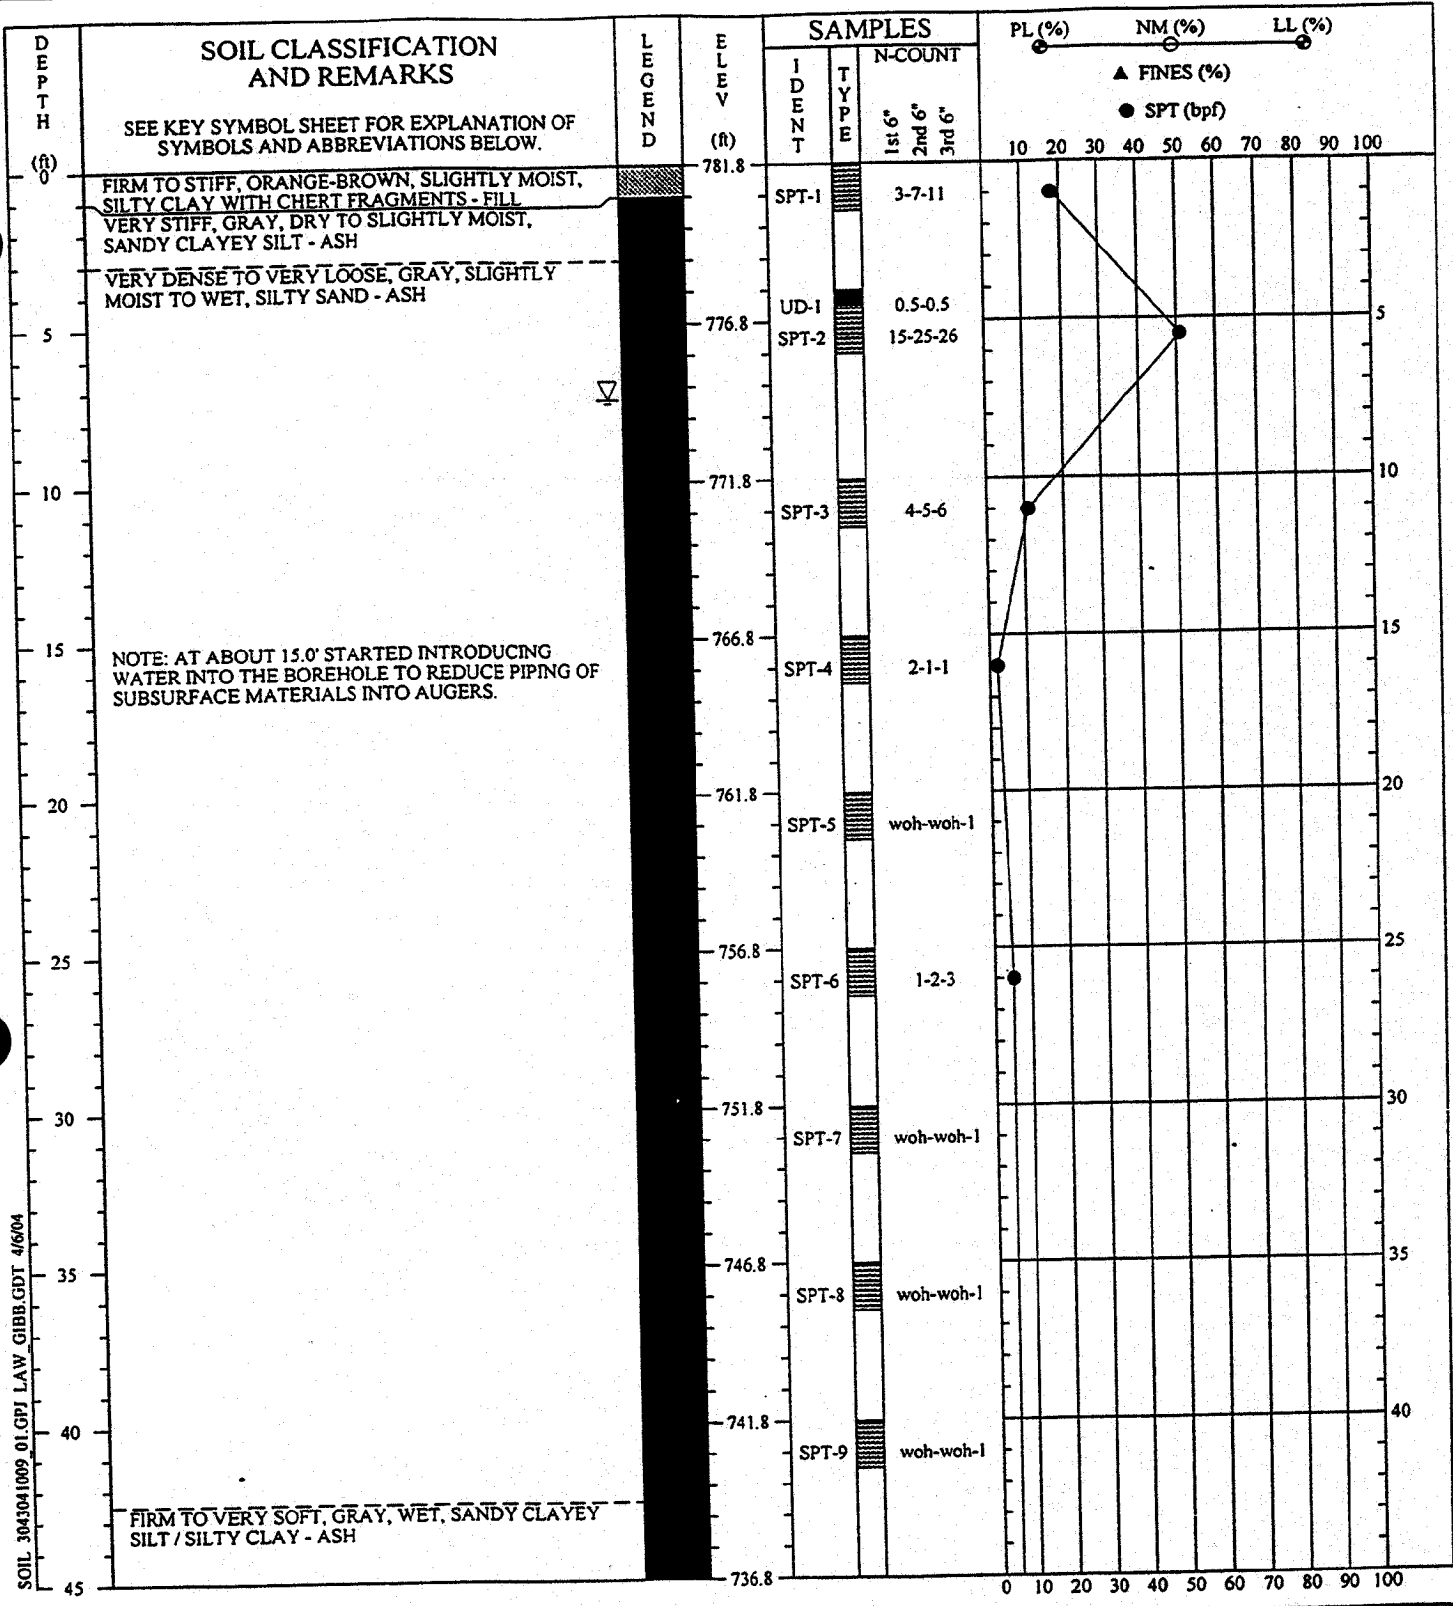 DEPTH
(ft)
SOIL CLASSIFICATION
AND REMARKS
SEE KEY SYMBOL SHEET FOR EXPLANATION OF
SYMBOLS AND ABBREVIATIONS BELOW.
LEGEND
ELEV
(ft)
SAMPLES
IDENT
TYPE
N-COUNT
1st 6"
2nd 6"
3rd 6"
PL (%) NM (%) LL (%)
▲ FINES (%)
● SPT (bpf)
10 20 30 40 50 60 70 80 90 100
0
FIRM TO STIFF, ORANGE-BROWN, SLIGHTLY MOIST,
SILTY CLAY WITH CHERT FRAGMENTS - FILL
VERY STIFF, GRAY, DRY TO SLIGHTLY MOIST,
SANDY CLAYEY SILT - ASH
VERY DENSE TO VERY LOOSE, GRAY, SLIGHTLY
MOIST TO WET, SILTY SAND - ASH
781.8
SPT-1 3-7-11
UD-1 0.5-0.5
5 776.8 5
SPT-2 15-25-26
10 771.8 10
SPT-3 4-5-6
15 766.8 15
NOTE: AT ABOUT 15.0' STARTED INTRODUCING
WATER INTO THE BOREHOLE TO REDUCE PIPING OF
SUBSURFACE MATERIALS INTO AUGERS.
SPT-4 2-1-1
20 761.8 20
SPT-5 woh-woh-1
25 756.8 25
SPT-6 1-2-3
30 751.8 30
SPT-7 woh-woh-1
35 746.8 35
SPT-8 woh-woh-1
40 741.8 40
SPT-9 woh-woh-1
FIRM TO VERY SOFT, GRAY, WET, SANDY CLAYEY
SILT / SILTY CLAY - ASH
45 736.8
0 10 20 30 40 50 60 70 80 90 100
SOIL 3043041009_01.GPJ LAW_GIBB.GDT 4/6/04